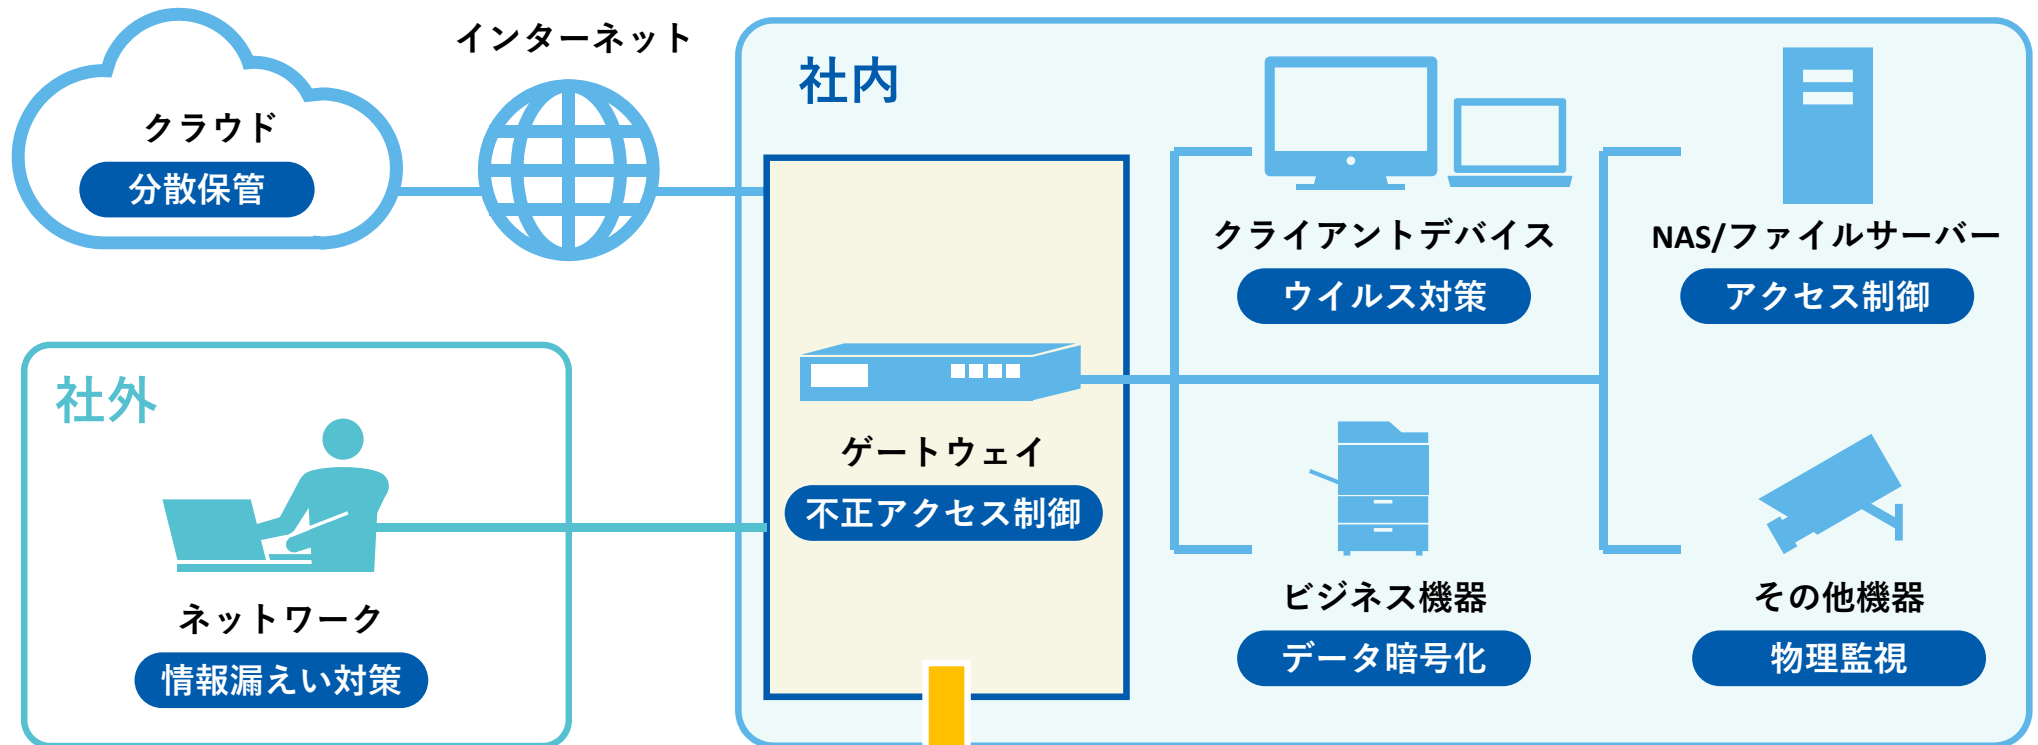 インターネット
クラウド
分散保管
社内
クライアントデバイス
ウイルス対策
NAS/ファイルサーバー
アクセス制御
社外
ネットワーク
情報漏えい対策
ゲートウェイ
不正アクセス制御
ビジネス機器
データ暗号化
その他機器
物理監視